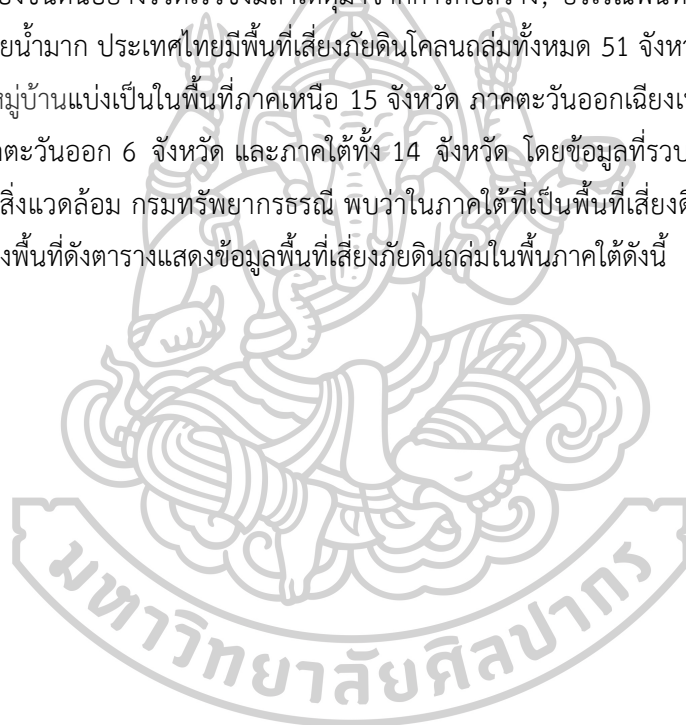 ยน้ำมาก ประเทศไทยมีพื้นที่เสี่ยงภัยดินโคลนถล่มทั้งหมด 51 จังห
หมู่บ้านแบ่งเป็นในพื้นที่ภาคเหนือ 15 จังหวัด ภาคตะวันออกเฉียงเห
ตะวันออก 6 จังหวัด และภาคใต้ทั้ง 14 จังหวัด โดยข้อมูลที่รวบ
สิ่งแวดล้อม กรมทรัพยากรธรณี พบว่าในภาคใต้ที่เป็นพื้นที่เสี่ยง
งพื้นที่ดังตารางแสดงข้อมูลพื้นที่เสี่ยงภัยดินถล่มในพื้นภาคใต้ดังนี้
มหาวิทยาลัยศิลปากร